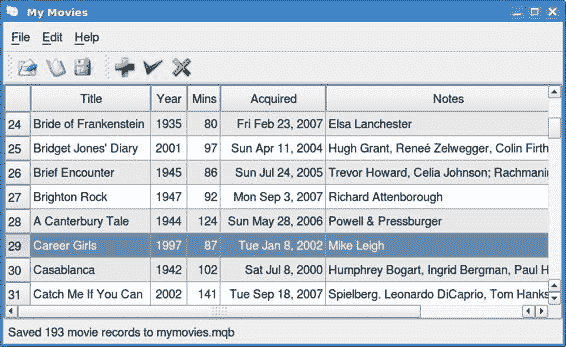 My Movies
File Edit Help
Title Year Mins Acquired Notes
24 Bride of Frankenstein 1935 80 Fri Feb 23, 2007 Elsa Lanchester
25 Bridget Jones' Diary 2001 97 Sun Apr 11, 2004 Hugh Grant, Reneé Zelwegger, Colin Firth
26 Brief Encounter 1945 86 Sun Jul 24, 2005 Trevor Howard, Celia Johnson; Rachmanin
27 Brighton Rock 1947 92 Mon Sep 3, 2007 Richard Attenborough
28 A Canterbury Tale 1944 124 Sun May 28, 2006 Powell & Pressburger
29 Career Girls 1997 87 Tue Jan 8, 2002 Mike Leigh
30 Casablanca 1942 102 Sat Jul 8, 2000 Humphrey Bogart, Ingrid Bergman, Paul H
31 Catch Me If You Can 2002 141 Tue Sep 18, 2007 Spielberg. Leonardo DiCaprio, Tom Hanks
Saved 193 movie records to mymovies.mqb